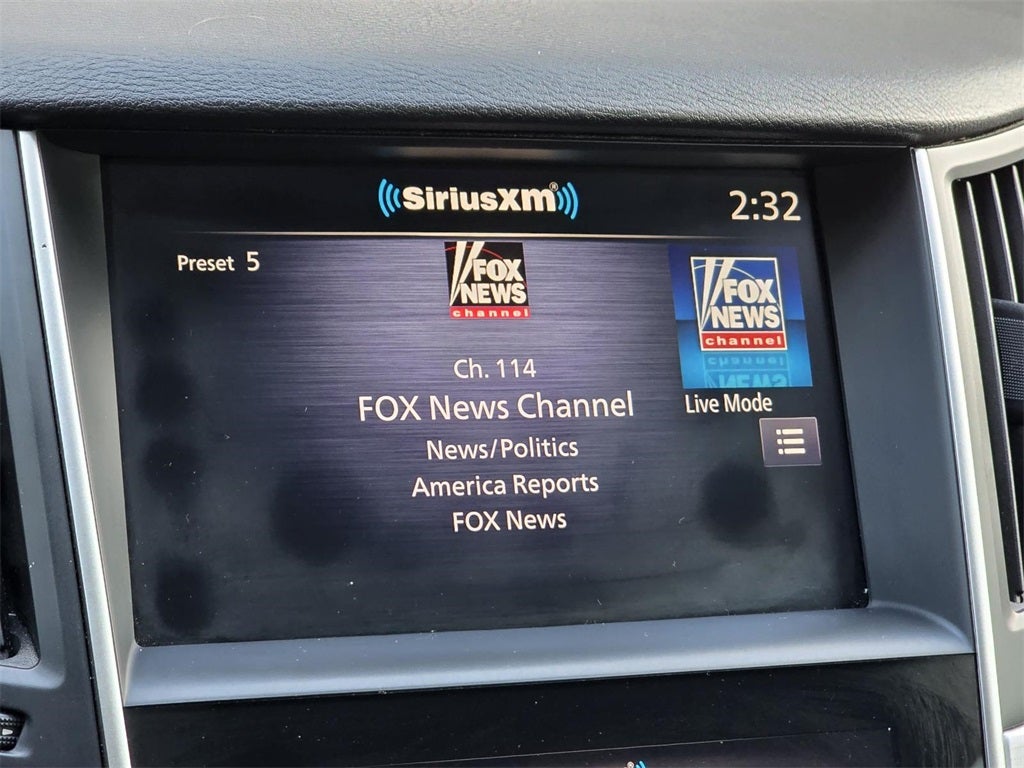 SiriusXM®
2:32
Preset 5
FOX
NEWS
channel
FOX
NEWS
channel
Ch. 114
FOX News Channel
Live Mode
News/Politics
America Reports
FOX News